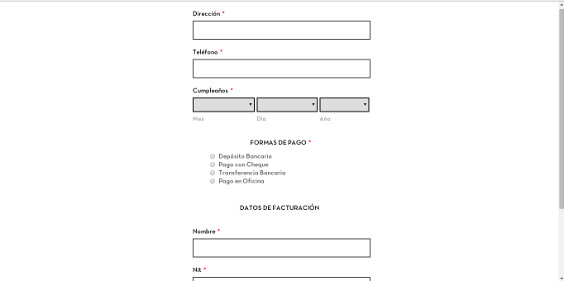 Dirección *
Teléfono *
Cumpleaños *
Mes Día Año
FORMAS DE PAGO *
Depósito Bancario
Pago con Cheque
Transferencia Bancaria
Pago en Oficina
DATOS DE FACTURACIÓN
Nombre *
Nit *